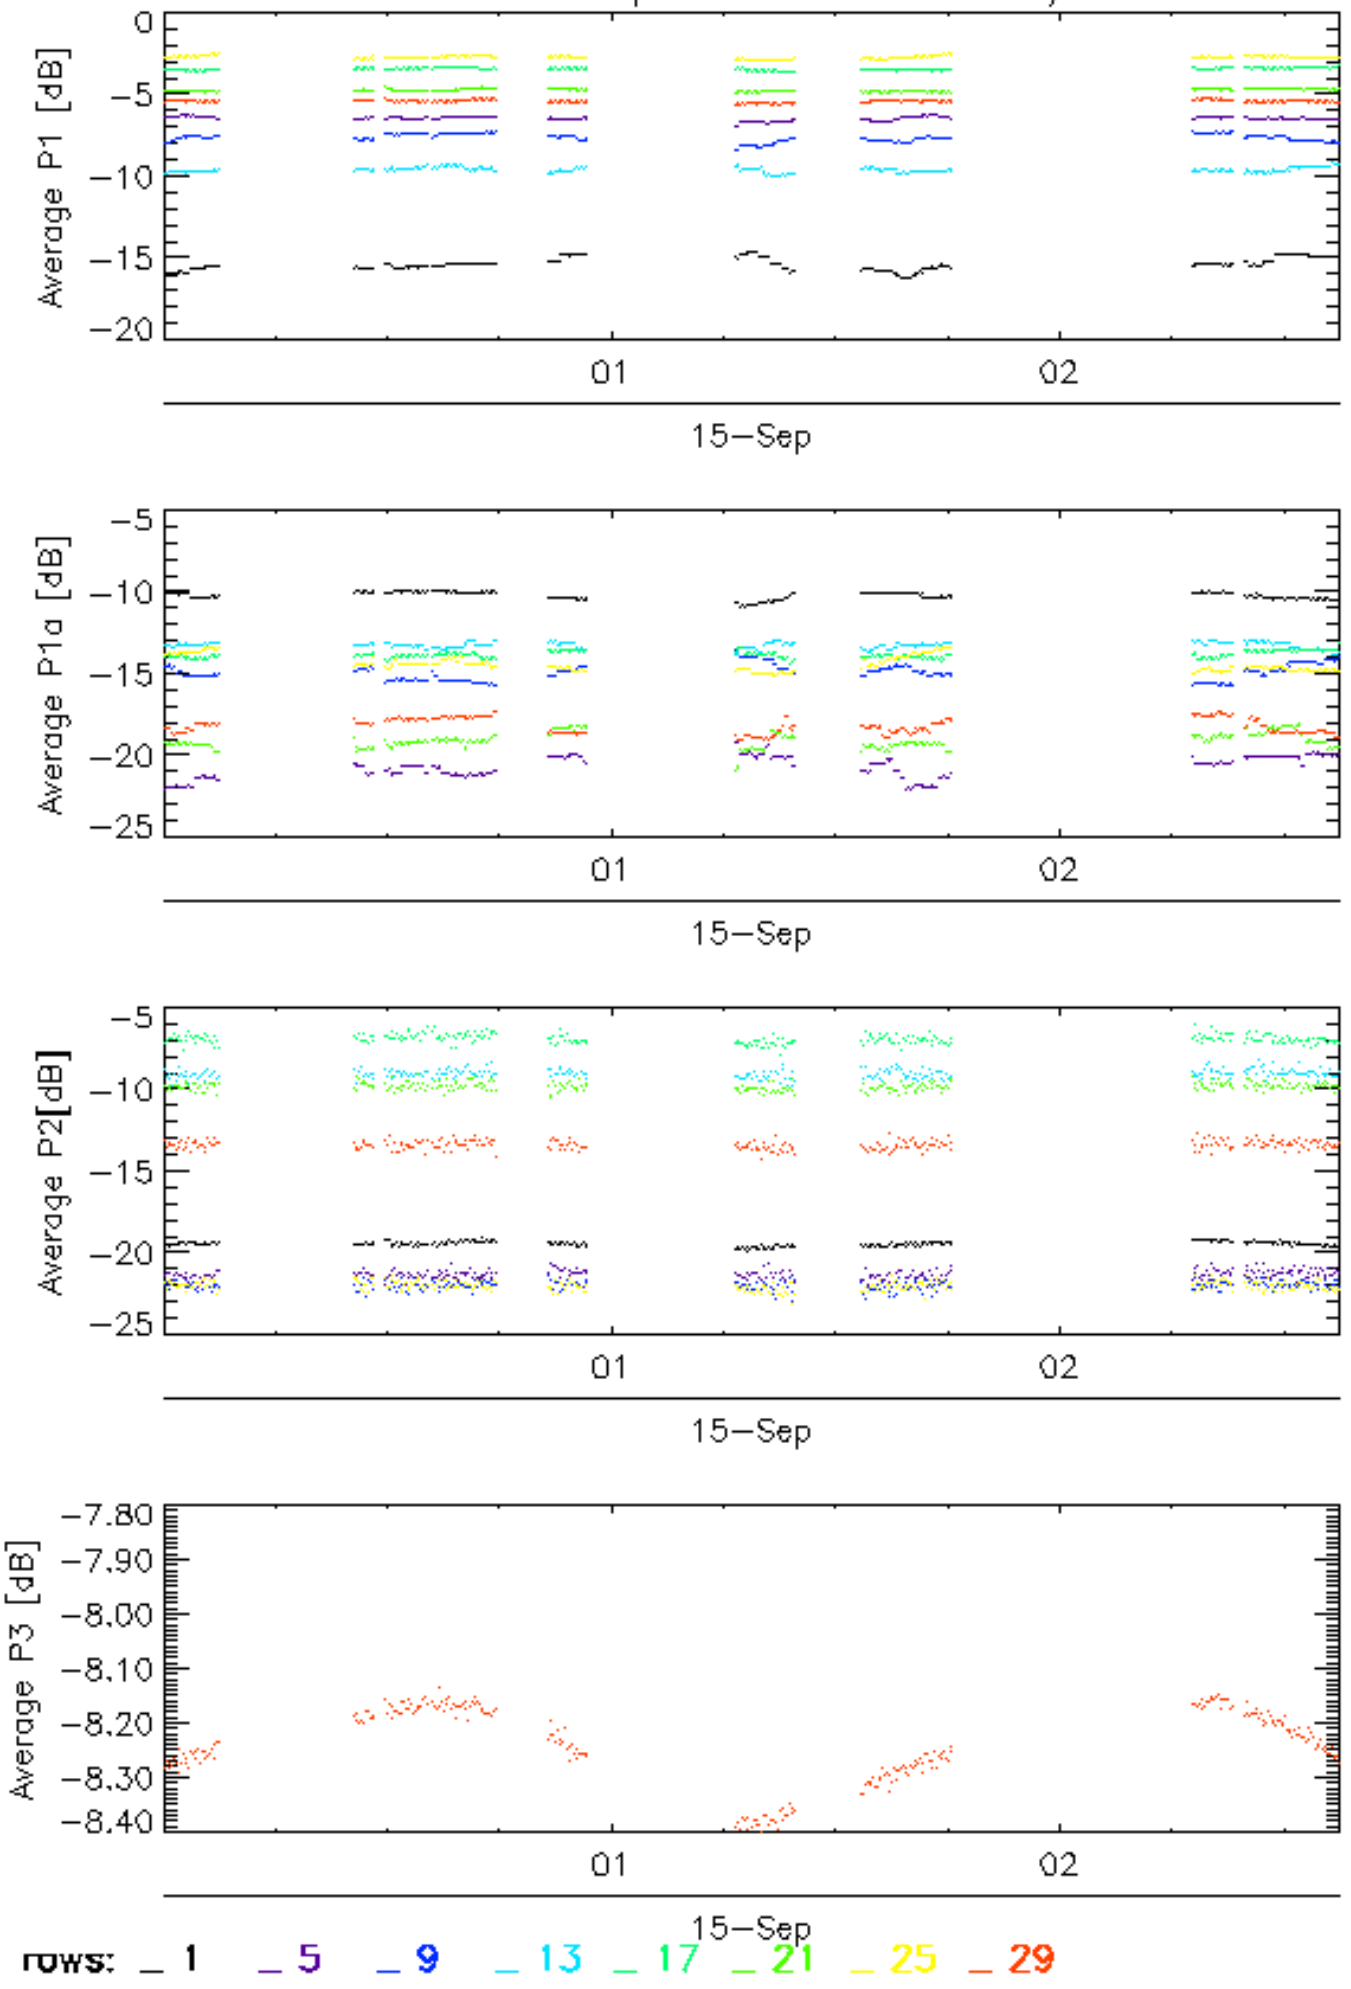 0
−5
−10
−15
−20
Average P1 [dB]
01 02
15−Sep
−5
−10
−15
−20
−25
Average P1a [dB]
01 02
15−Sep
−5
−10
−15
−20
−25
Average P2[dB]
01 02
15−Sep
−7.80
−7.90
−8.00
−8.10
−8.20
−8.30
−8.40
Average P3 [dB]
01 02
15−Sep
rows: _ 1 _ 5 _ 9 _ 13 _ 17 _ 21 _ 25 _ 29